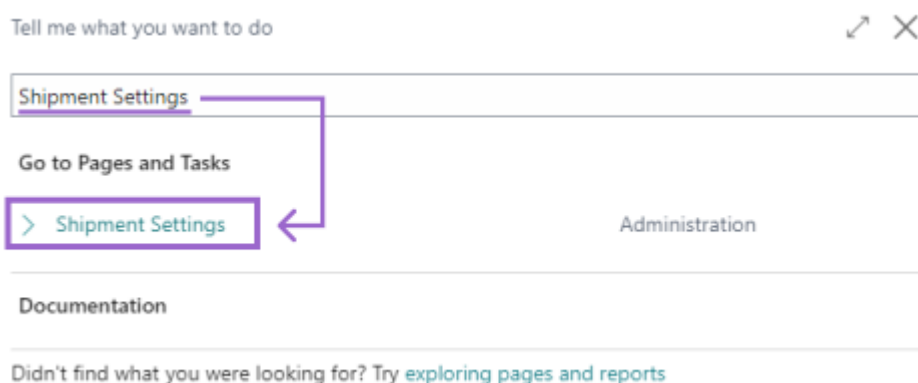 Tell me what you want to do
Shipment Settings
Go to Pages and Tasks
Shipment Settings Administration
Documentation
Didn't find what you were looking for? Try exploring pages and reports